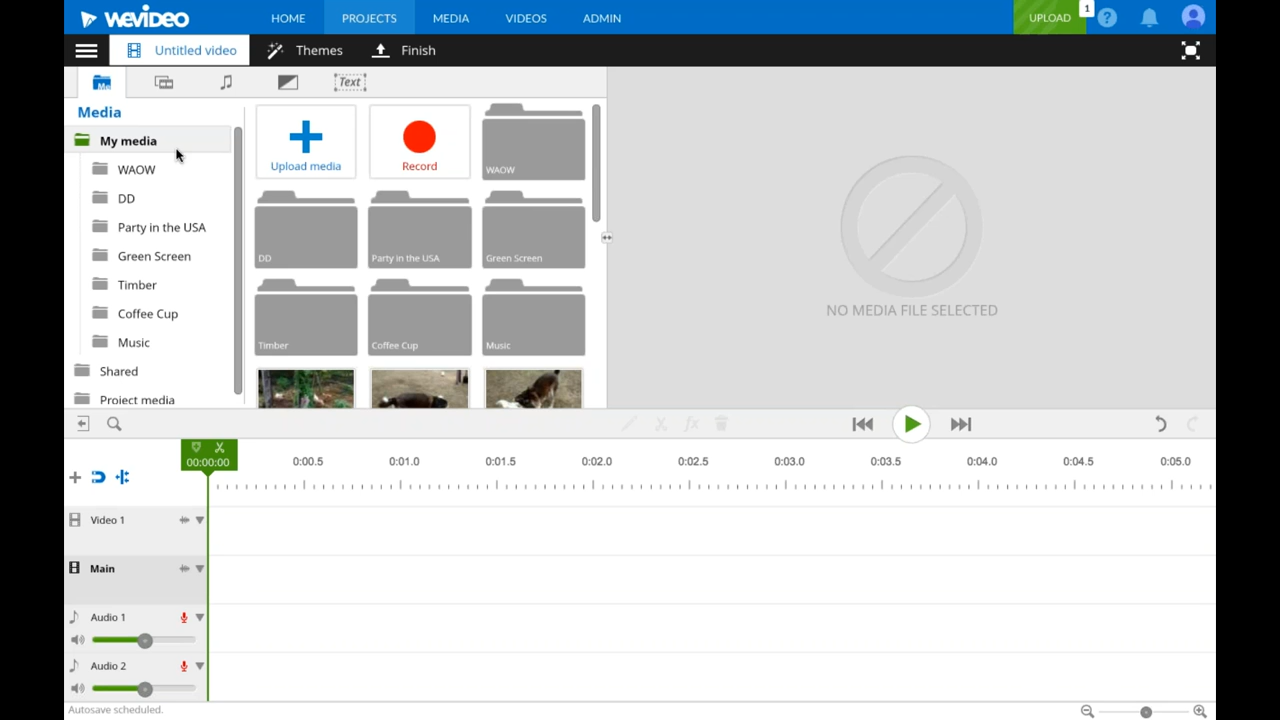 WEVIDEO
HOME
PROJECTS
MEDIA
VIDEOS
ADMIN
UPLOAD
1
?
Untitled video
Themes
Finish
Me
Text
Media
My media
WAOW
DD
Party in the USA
Green Screen
Timber
Coffee Cup
Music
Shared
Project media
Upload media
Record
WAOW
DD
Party in the USA
Green Screen
Timber
Coffee Cup
Music
NO MEDIA FILE SELECTED
fx
00:00:00
0:00.5
0:01.0
0:01.5
0:02.0
0:02.5
0:03.0
0:03.5
0:04.0
0:04.5
0:05.0
Video 1
Main
Audio 1
Audio 2
Autosave scheduled.